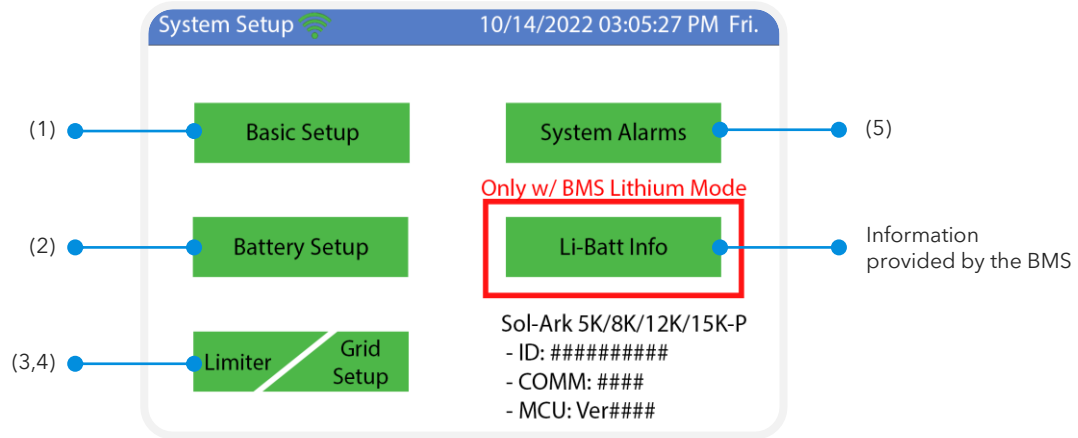 System Setup
10/14/2022 03:05:27 PM Fri.
(1)
Basic Setup
System Alarms
(5)
Only w/ BMS Lithium Mode
(2)
Battery Setup
Li-Batt Info
Information
provided by the BMS
(3,4)
Limiter
Grid
Setup
Sol-Ark 5K/8K/12K/15K-P
- ID: ##########
- COMM: ####
- MCU: Ver####